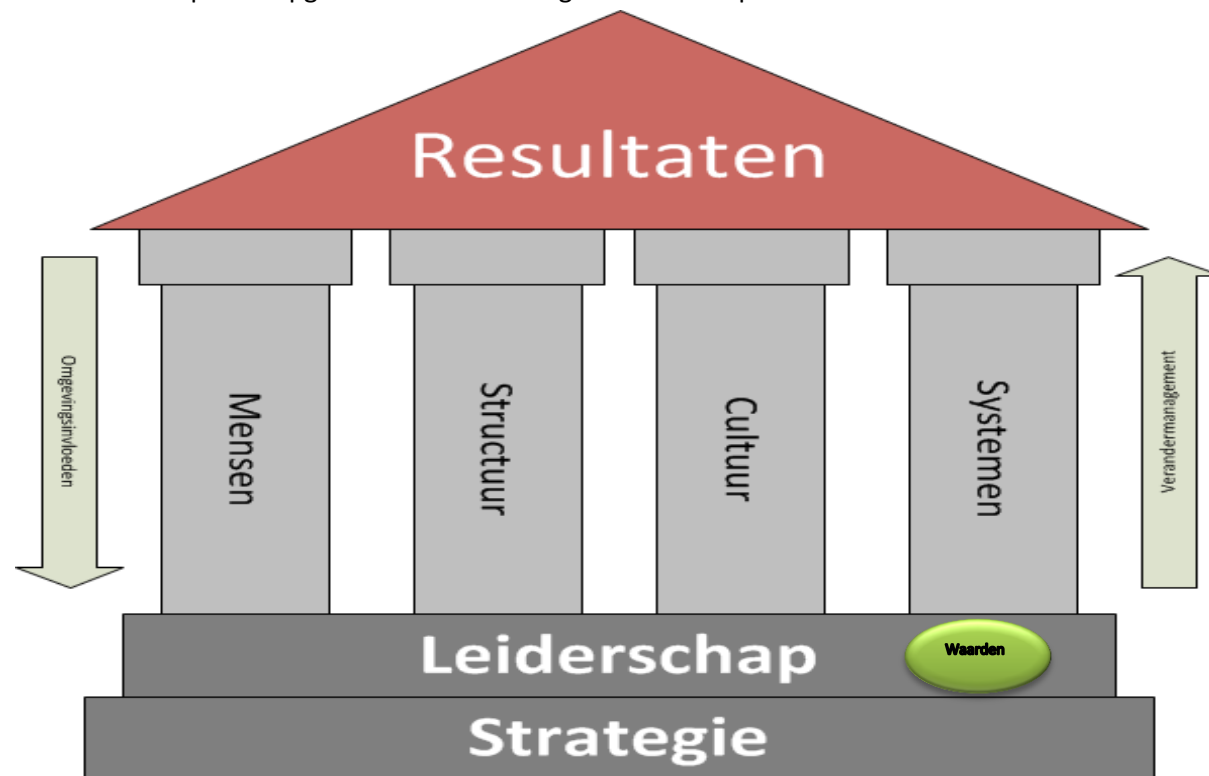 Resultaten
Omgevingsinvloeden
Mensen
Structuur
Cultuur
Systemen
Verandermanagement
Leiderschap
Waarden
Strategie